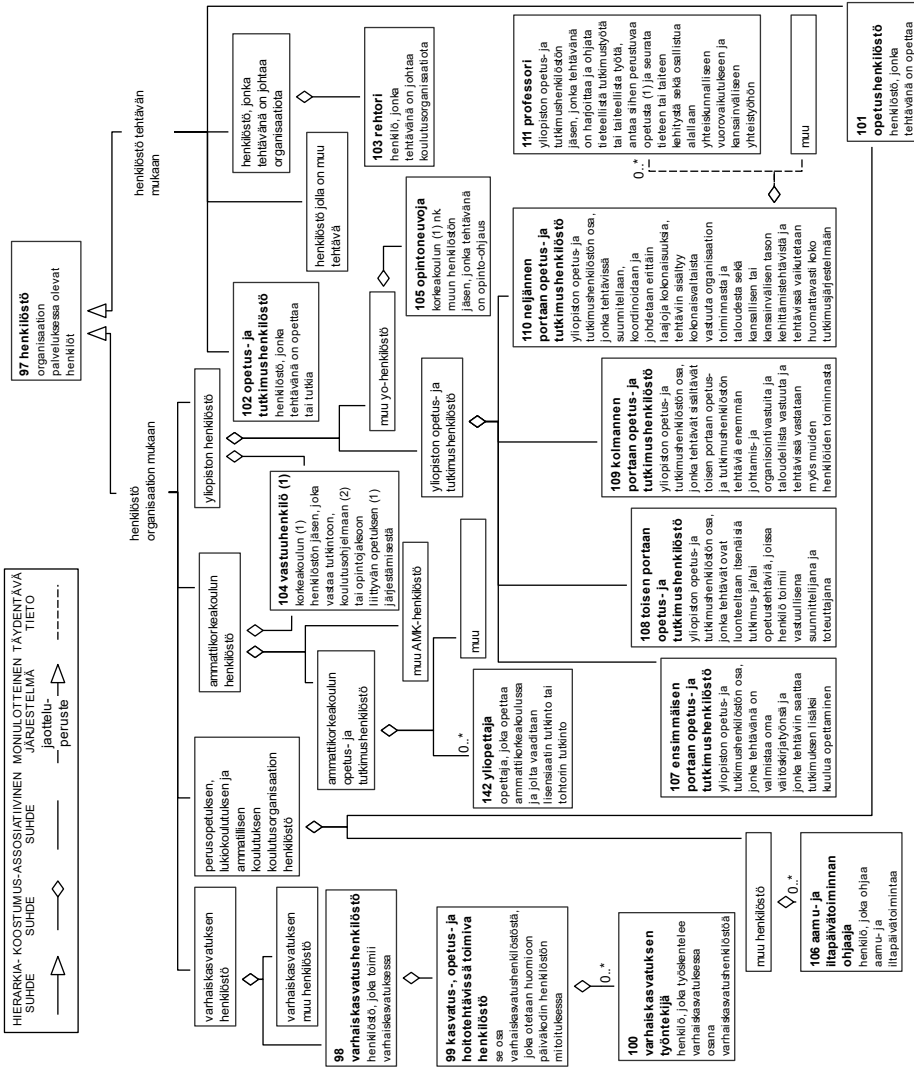 HIERARKIA-
SUHDE
KOOSTUMUS-
SUHDE
ASSOSIATIIVINEN
SUHDE
MONIULOTTEINEN
JÄRJESTELMÄ
jaottelu-
peruste
TÄYDENTÄVÄ
TIETO
97 henkilöstö
organisaation
palveluksessa olevat
henkilöt
henkilöstö
organisaation mukaan
henkilöstö tehtävän
mukaan
varhaiskasvatuksen
henkilöstö
perusopetuksen,
lukiokoulutuksen ja
ammatillisen
koulutuksen
koulutusorganisaation
henkilöstö
ammattikorkeakoulun
henkilöstö
yliopiston henkilöstö
102 opetus- ja
tutkimushenkilöstö
henkilöstö, jonka
tehtävänä on opettaa
tai tutkia
henkilöstö jolla on muu
tehtävä
henkilöstö, jonka
tehtävänä on johtaa
organisaatiota
103 rehtori
henkilö, jonka
tehtävänä on johtaa
koulutusorganisaatiota
varhaiskasvatuksen
muu henkilöstö
98
varhaiskasvatushenkilöstö
henkilöstö, joka toimii
varhaiskasvatuksessa
104 vastuuhenkilö (1)
korkeakoulun (1)
henkilöstön jäsen, joka
vastaa tutkintoon,
koulutusohjelmaan (2)
tai opintojaksoon
liittyvän opetuksen (1)
järjestämisestä
ammattikorkeakoulun
opetus- ja
tutkimushenkilöstö
muu AMK-henkilöstö
muu yo-henkilöstö
105 opintoneuvoja
korkeakoulun (1) nk
muun henkilöstön
jäsen, jonka tehtävänä
on opinto-ohjaus
yliopiston opetus- ja
tutkimushenkilöstö
99 kasvatus-, opetus- ja
hoitotehtävissä toimiva
henkilöstö
se osa
varhaiskasvatushenkilöstöstä,
joka otetaan huomioon
päiväkodin henkilöstön
mitoituksessa
0..*
100
varhaiskasvatuksen
työntekijä
henkilö, joka työskentelee
varhaiskasvatuksessa
osana
varhaiskasvatushenkilöstöä
0..*
142 yliopettaja
opettaja, joka opettaa
ammattikorkeakoulussa
ja jolta vaaditaan
lisensiaatin tutkinto tai
tohtorin tutkinto
muu
muu henkilöstö
0..*
106 aamu- ja
iltapäivätoiminnan
ohjaaja
henkilö, joka ohjaa
aamu- ja
iltapäivätoimintaa
107 ensimmäisen
portaan opetus- ja
tutkimushenkilöstö
yliopiston opetus- ja
tutkimushenkilöstön osa,
jonka tehtävänä on
valmistaa oma
väitöskirjatyönsä ja
jonka tehtäviin saattaa
tutkimuksen lisäksi
kuulua opettaminen
108 toisen portaan
opetus- ja
tutkimushenkilöstö
yliopiston opetus- ja
tutkimushenkilöstön osa,
jonka tehtävät ovat
luonteeltaan itsenäisiä
tutkimus- ja/tai
opetustehtäviä, joissa
henkilö toimii
vastuullisena
suunnittelijana ja
toteuttajana
109 kolmannen
portaan opetus- ja
tutkimushenkilöstö
yliopiston opetus- ja
tutkimushenkilöstön osa,
jonka tehtävät sisältävät
toisen portaan opetus-
ja tutkimushenkilöstön
tehtäviä enemmän
johtamis- ja
organisointivastuita ja
taloudellista vastuuta ja
tehtävissä vastataan
myös muiden
henkilöiden toiminnasta
110 neljännen
portaan opetus- ja
tutkimushenkilöstö
yliopiston opetus- ja
tutkimushenkilöstön osa,
jonka tehtävissä
suunnitellaan,
koordinoidaan ja
johdetaan erittäin
laajoja kokonaisuuksia,
tehtäviin sisältyy
kokonaisvaltaista
vastuuta organisaation
toiminnasta ja
taloudesta sekä
kansallisen tai
kansainvälisen tason
kehittämistehtävistä ja
tehtävissä vaikutetaan
huomattavasti koko
tutkimusjärjestelmään
0..*
111 professori
yliopiston opetus- ja
tutkimushenkilöstön
jäsen, jonka tehtävänä
on harjoittaa ja ohjata
tieteellistä tutkimustyötä
tai taiteellista työtä,
antaa siihen perustuvaa
opetusta (1) ja seurata
tieteen tai taiteen
kehitystä sekä osallistua
alallaan
yhteiskunnalliseen
vuorovaikutukseen ja
kansainväliseen
yhteistyöhön
muu
101
opetushenkilöstö
henkilöstö, jonka
tehtävänä on opettaa